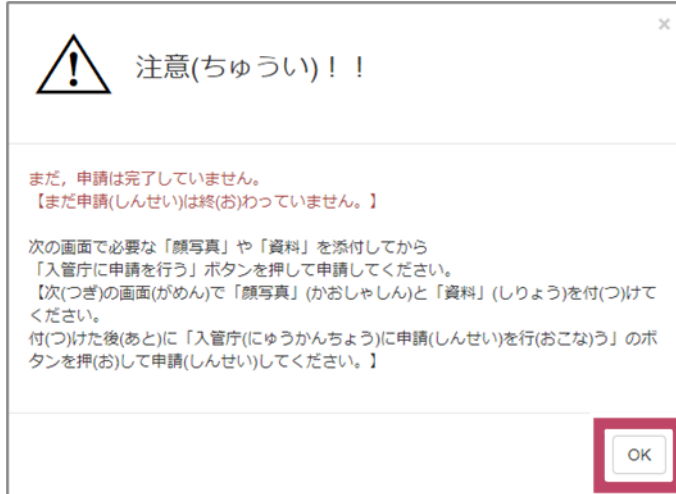 ×
注意(ちゅうい)！！
まだ，申請は完了していません。
【まだ申請(しんせい)は終(お)わっていません。】
次の画面で必要な「顔写真」や「資料」を添付してから
「入管庁に申請を行う」ボタンを押して申請してください。
【次(つぎ)の画面(がめん)で「顔写真」(かおしゃしん)と「資料」(しりょう)を付(つ)けて
ください。
付(つ)けた後(あと)に「入管庁(にゅうかんちょう)に申請(しんせい)を行(おこな)う」のボ
タンを押(お)して申請(しんせい)してください。】
OK